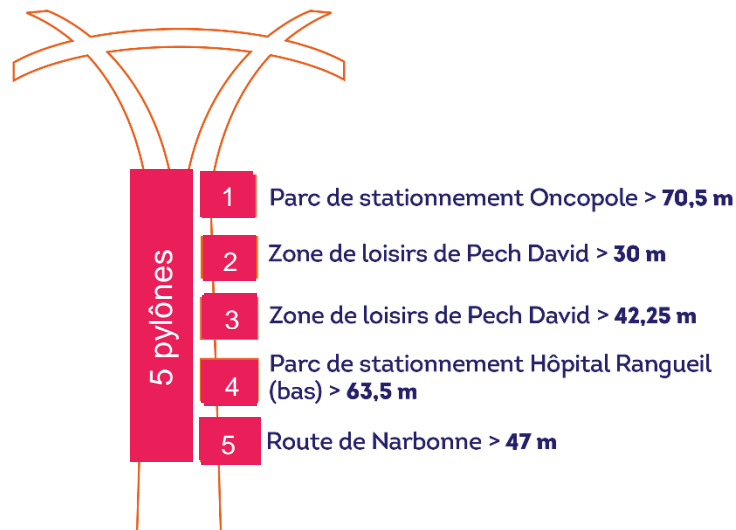 5 pylônes
1 Parc de stationnement Oncopole > 70,5 m
2 Zone de loisirs de Pech David > 30 m
3 Zone de loisirs de Pech David > 42,25 m
4 Parc de stationnement Hôpital Rangueil
(bas) > 63,5 m
5 Route de Narbonne > 47 m